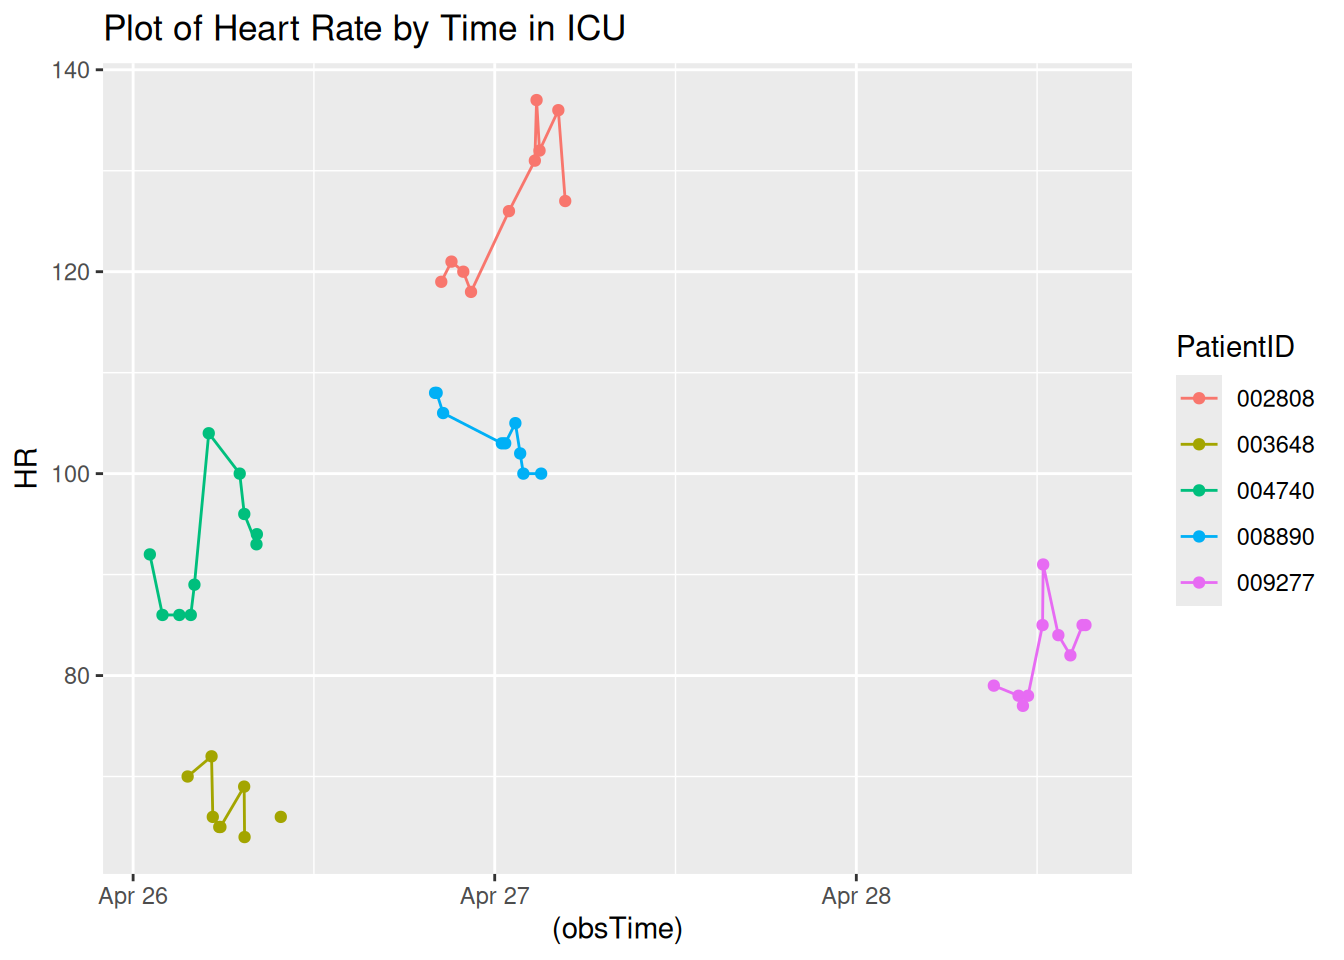 Plot of Heart Rate by Time in ICU
140
120
100
80
HR
Apr 26
Apr 27
Apr 28
(obsTime)
PatientID
002808
003648
004740
008890
009277